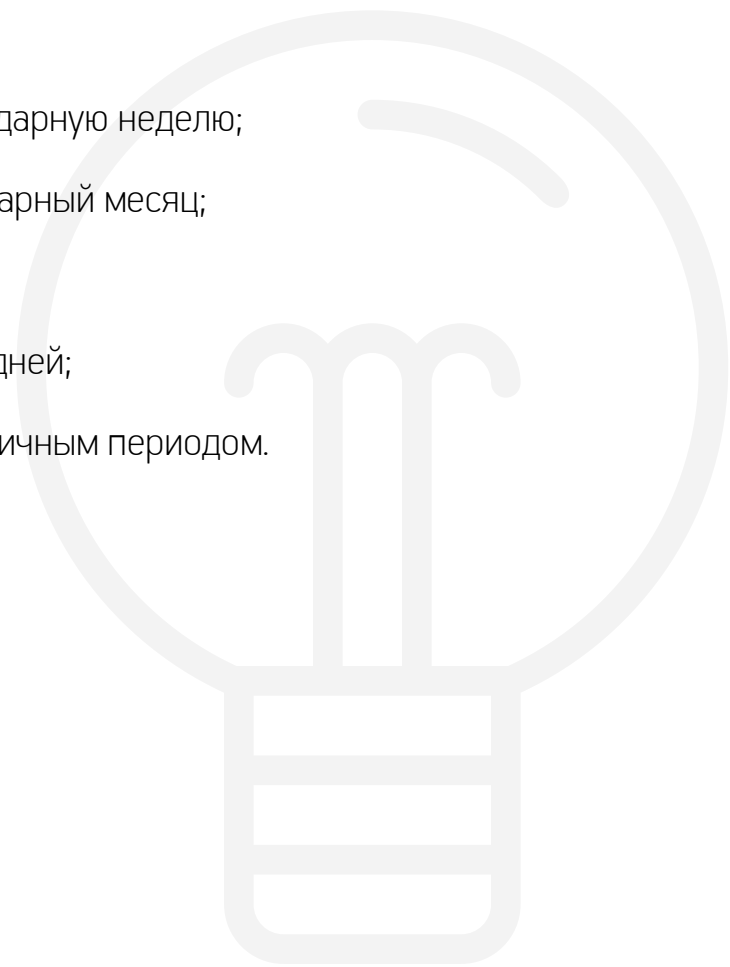 дарную неделю;
арный месяц;
дней;
ичным периодом.